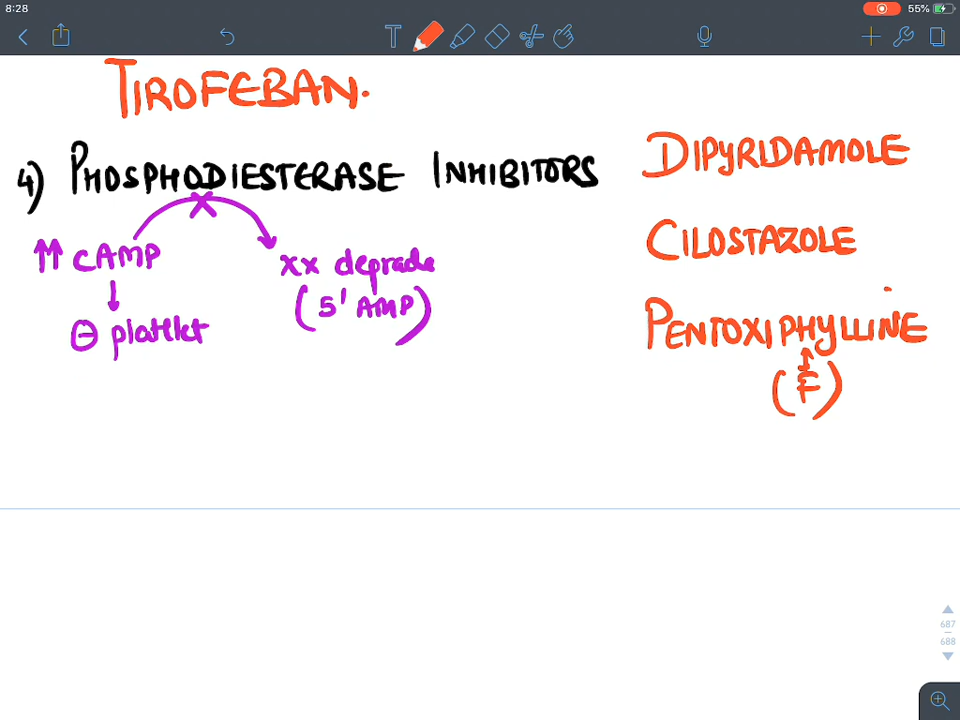 8:28
55%
T
TIROFEBAN.
4) PHOSPHODIESTERASE INHIBITORS
↑↑ cAMP
xx degrade
(5' AMP)
↓
⊖ platelet
DIPYRIDAMOLE
CILOSTAZOLE
PENTOXIPHYLLINE
(F)
687
688